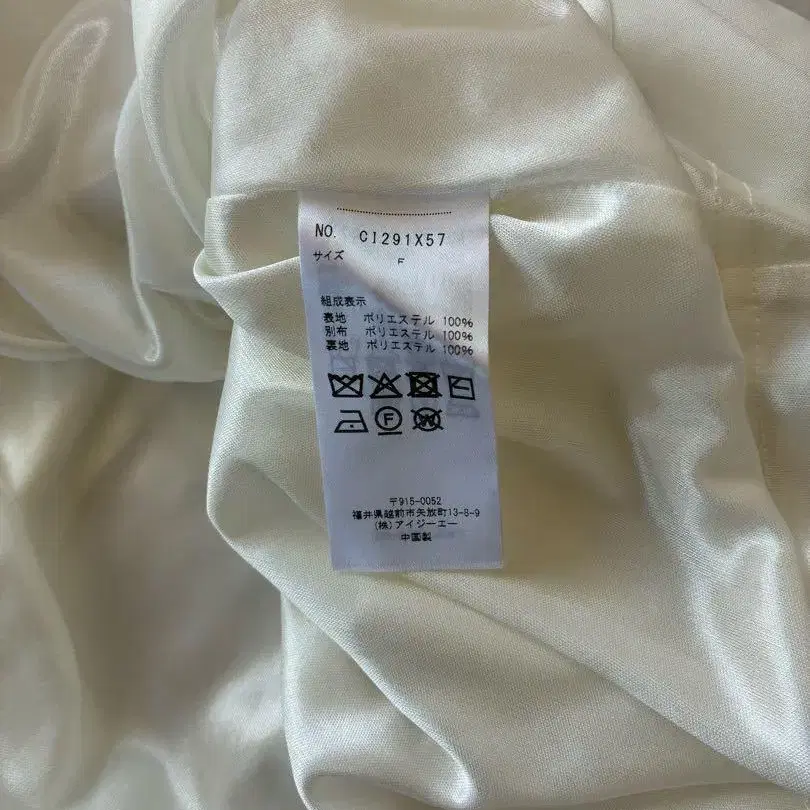 NO. CI291X57
サイズ F
組成表示
表地 ポリエステル 100%
別布 ポリエステル 100%
裏地 ポリエステル 100%
F W
〒915-0052
福井県越前市矢放町13-8-9
(株)アイジーエー
中国製